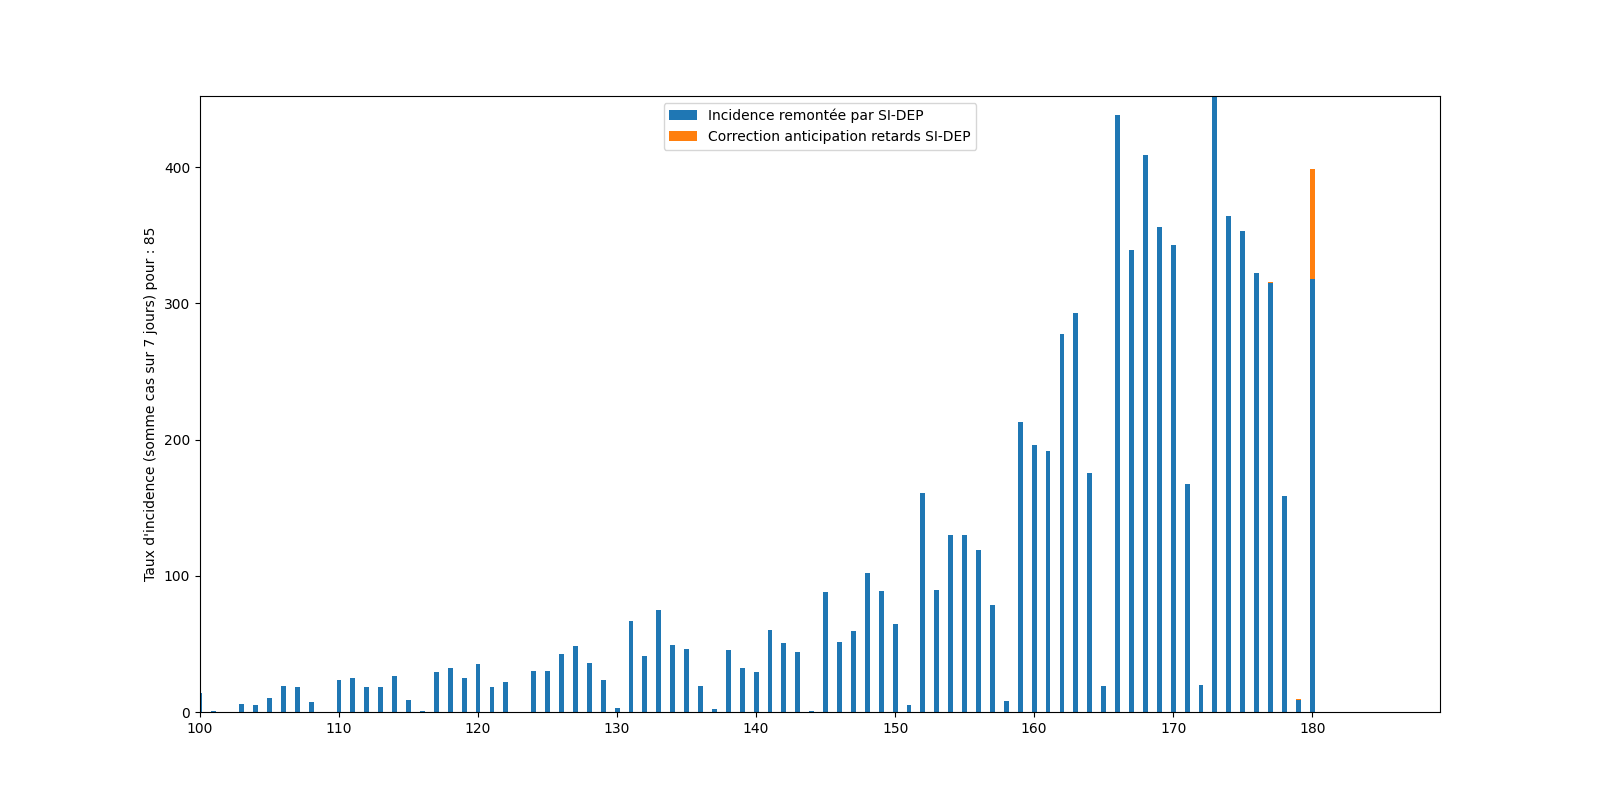 Incidence remontée par SI-DEP
Correction anticipation retards SI-DEP
Taux d'incidence (somme cas sur 7 jours) pour : 85
400
300
200
100
0
100 110 120 130 140 150 160 170 180